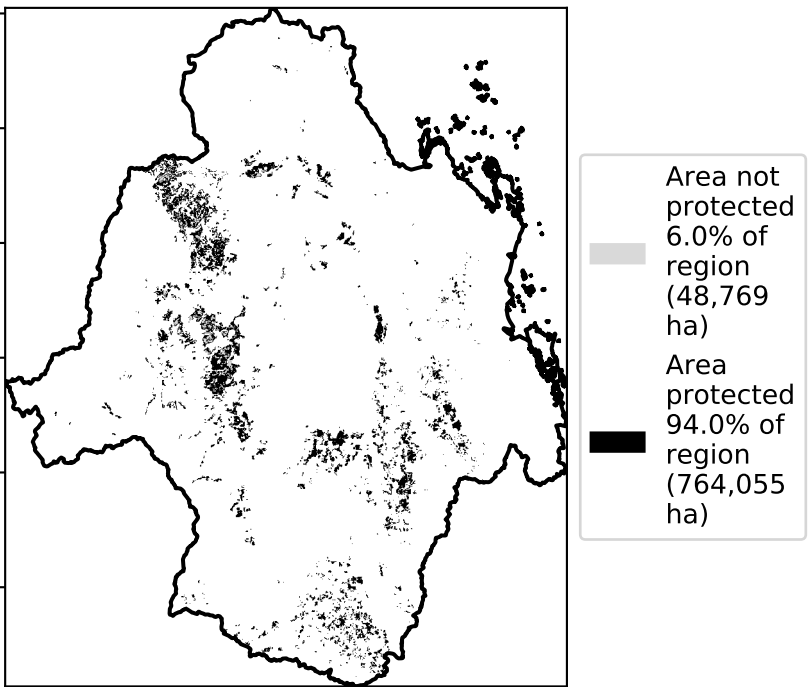 Area not
protected
6.0% of
region
(48,769
ha)
Area
protected
94.0% of
region
(764,055
ha)